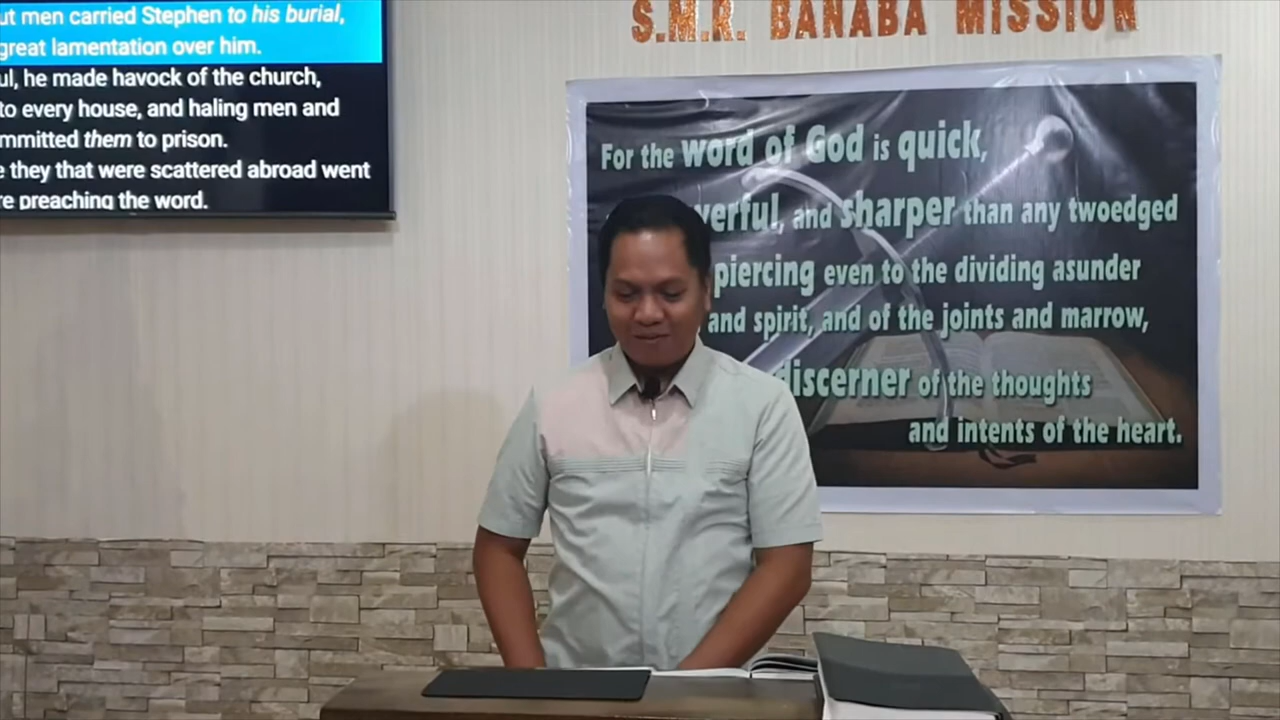 ut men carried Stephen to his burial,
great lamentation over him.
ul, he made havock of the church,
to every house, and haling men and
mmitted them to prison.
e they that were scattered abroad went
re preaching the word.
S.M.R. BANABA MISSION
For the word of God is quick,
werful, and sharper than any twoedged
piercing even to the dividing asunder
and spirit, and of the joints and marrow,
discerner of the thoughts
and intents of the heart.